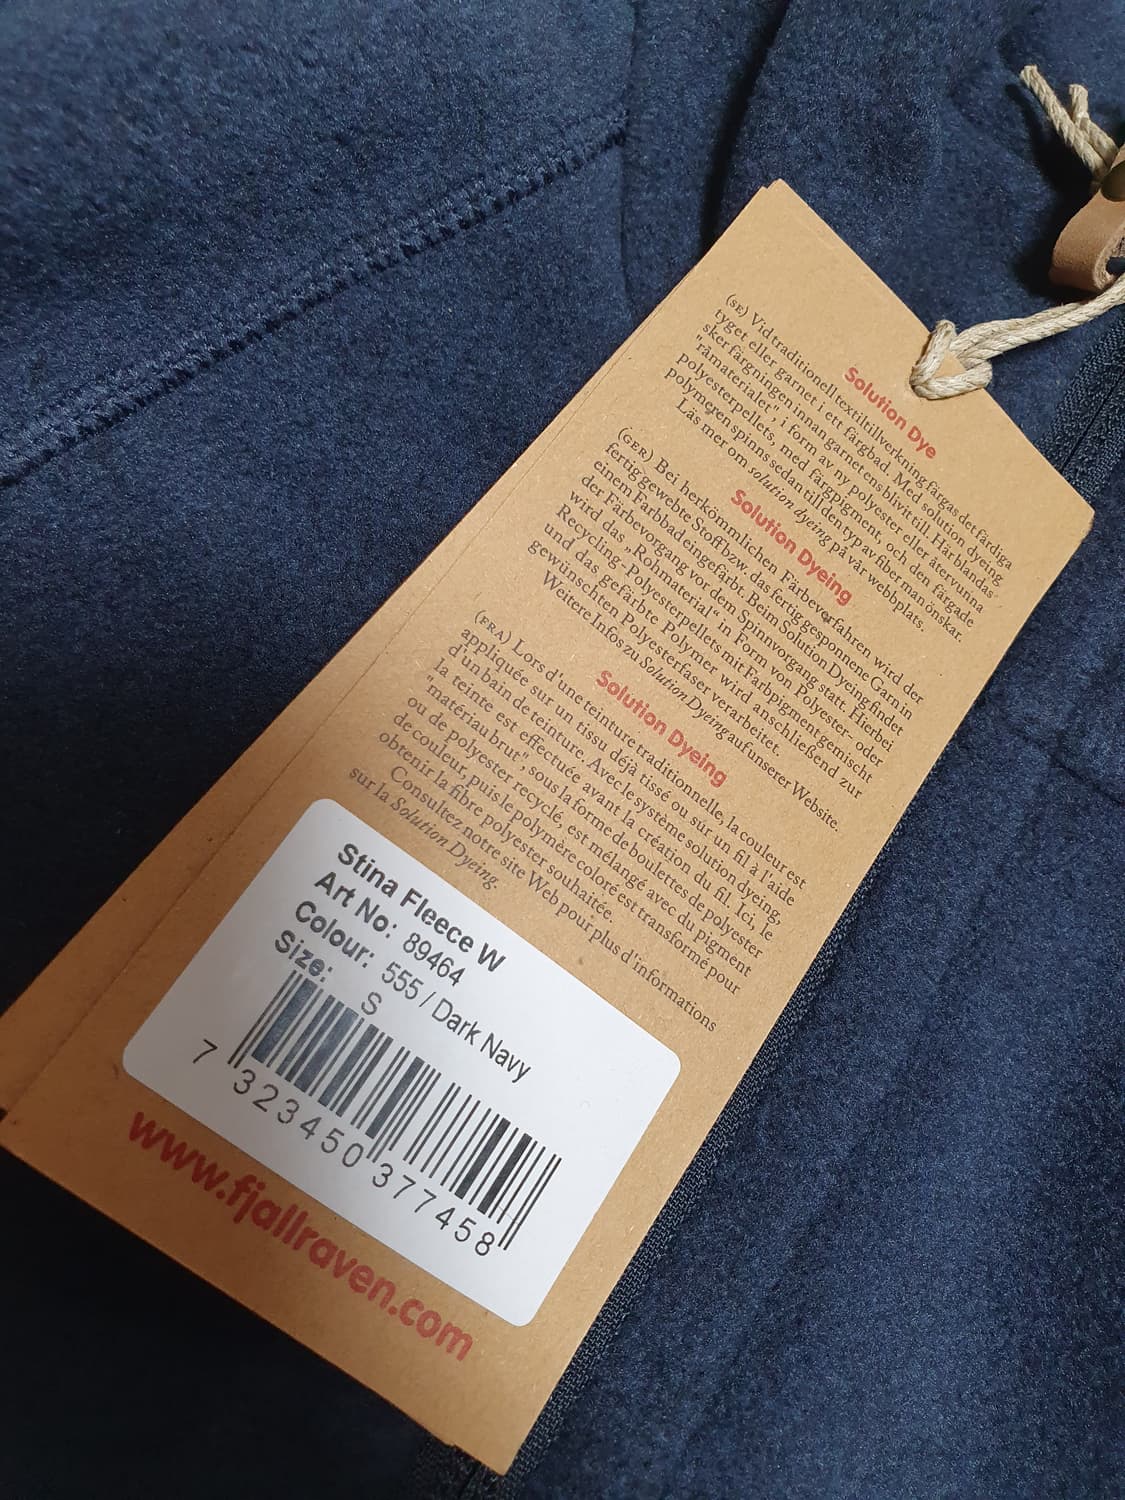 Solution Dye
(SE) Vid traditionell textiltillverkning färgas det färdiga
tyget eller garnet i ett färgbad. Med solution dyeing
sker färgningen innan garnet ens blivit till. Här blandas
"råmaterialet", i form av ny polyester eller återvunna
polyesterpellets, med färgpigment, och den färgade
polymeren spinns sedan till den typ av fiber man önskar.
Läs mer om solution dyeing på vår webbplats.
Solution Dyeing
(GER) Bei herkömmlichen Färbeverfahren wird der
fertig gewebte Stoff bzw. das fertig gesponnene Garn in
einem Farbbad eingefärbt. Beim Solution Dyeing findet
der Färbevorgang vor dem Spinnvorgang statt. Hierbei
wird das „Rohmaterial“ in Form von Polyester- oder
Recycling-Polyesterpellets mit Farbpigment gemischt
und das gefärbte Polymer wird anschließend zur
gewünschten Polyesterfaser verarbeitet.
Weitere Infos zu Solution Dyeing auf unserer Website.
Solution Dyeing
(FRA) Lors d'une teinture traditionnelle, la couleur est
appliquée sur un tissu déjà tissé ou sur un fil à l'aide
d'un bain de teinture. Avec le système solution dyeing,
la teinte est effectuée avant la création du fil. Ici, le
"matériau brut", sous la forme de boulettes de polyester
ou de polyester recyclé, est mélangé avec du pigment
de couleur, puis le polymère coloré est transformé pour
obtenir la fibre polyester souhaitée.
Consultez notre site Web pour plus d'informations
sur la Solution Dyeing.
Stina Fleece W
Art No: 89464
Colour: 555 / Dark Navy
Size: S
7 323450 377458
www.fjallraven.com